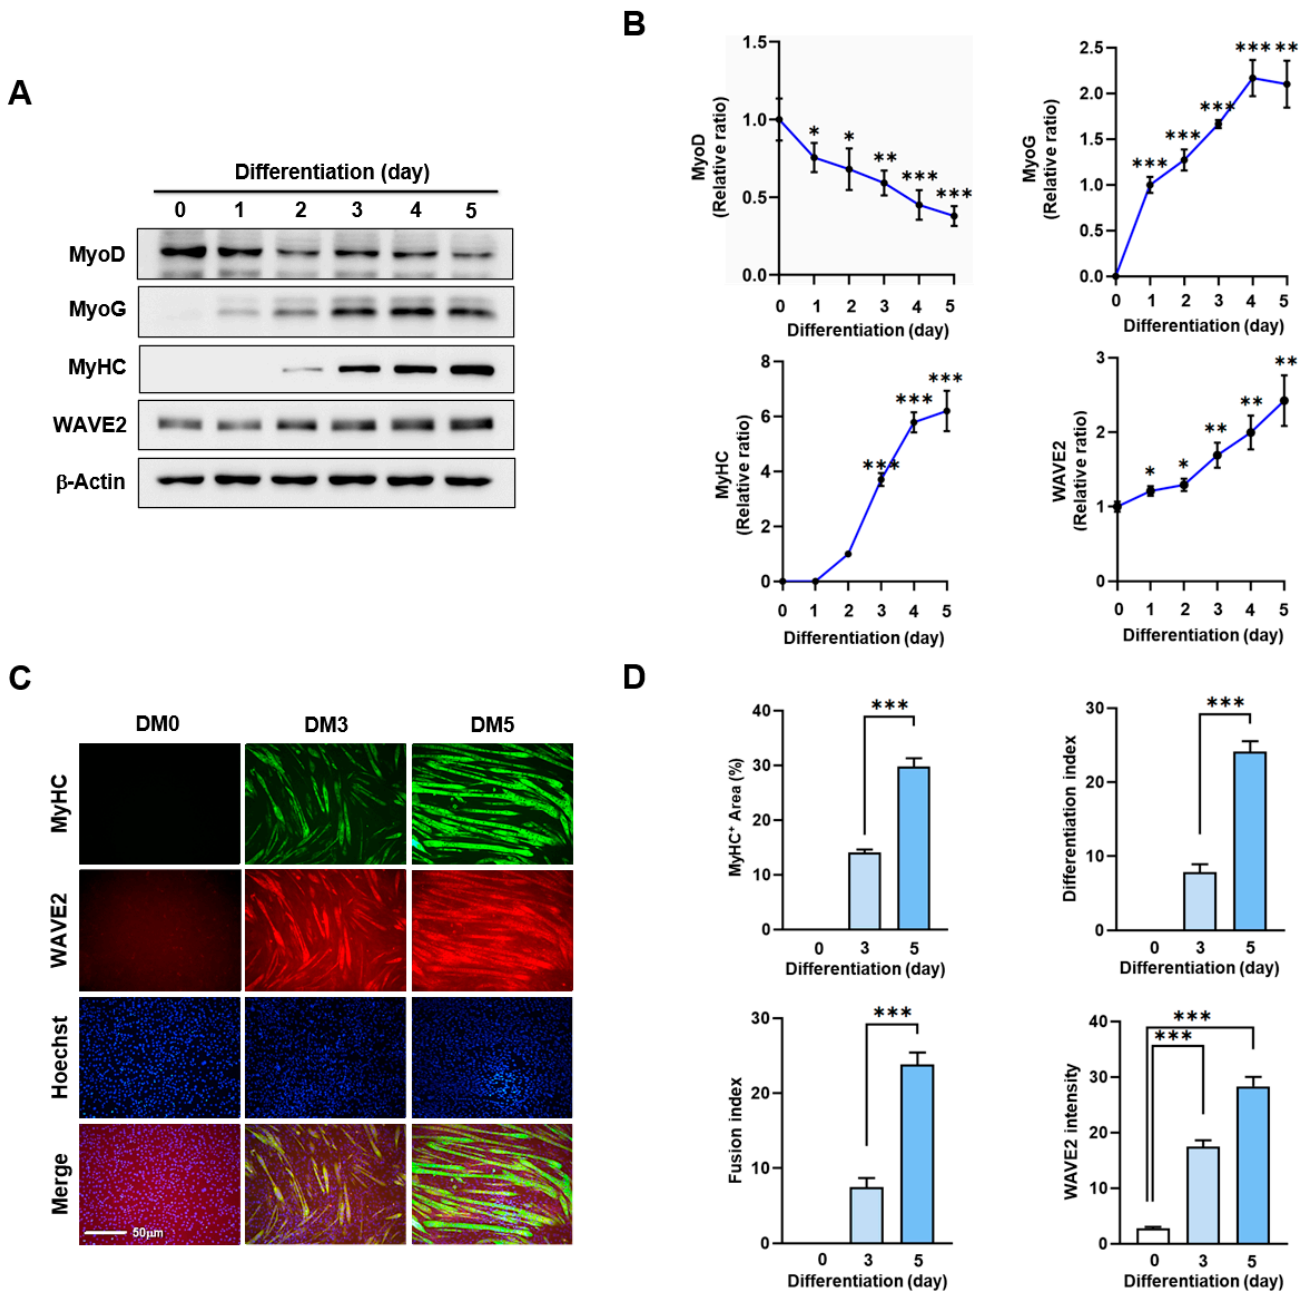 A
Differentiation (day)
0 1 2 3 4 5
MyoD
MyoG
MyHC
WAVE2
β-Actin
B
MyoD
(Relative ratio)
1.5
1.0
0.5
0.0
* * ** *** ***
0 1 2 3 4 5
Differentiation (day)
MyoG
(Relative ratio)
2.5
2.0
1.5
1.0
0.5
0.0
*** *** *** *** **
0 1 2 3 4 5
Differentiation (day)
MyHC
(Relative ratio)
8
6
4
2
0
*** *** ***
0 1 2 3 4 5
Differentiation (day)
WAVE2
(Relative ratio)
3
2
1
0
* * ** ** **
0 1 2 3 4 5
Differentiation (day)
C
DM0 DM3 DM5
MyHC
WAVE2
Hoechst
Merge
50μm
D
MyHC⁺ Area (%)
40
30
20
10
0
***
0 3 5
Differentiation (day)
Differentiation index
30
20
10
0
***
0 3 5
Differentiation (day)
Fusion index
30
20
10
0
***
0 3 5
Differentiation (day)
WAVE2 intensity
40
30
20
10
0
***
***
0 3 5
Differentiation (day)